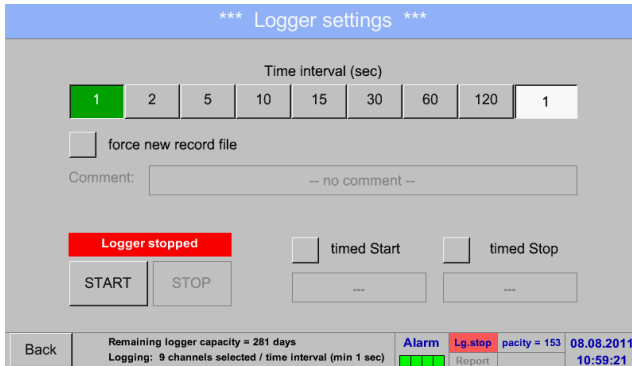 *** Logger settings ***
Time interval (sec)
1 2 5 10 15 30 60 120 1
force new record file
Comment: -- no comment --
Logger stopped
timed Start timed Stop
START STOP --- ---
Back
Remaining logger capacity = 281 days
Logging: 9 channels selected / time interval (min 1 sec)
Alarm Lg.stop pacity = 153 08.08.2011
Report 10:59:21